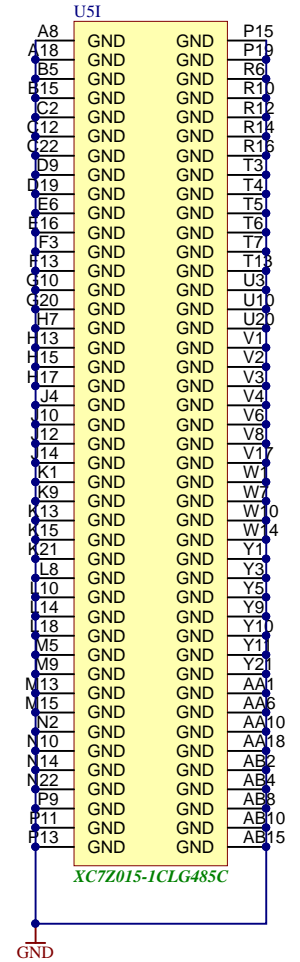 U5I
A8 GND GND P15
A18 GND GND P19
B5 GND GND R6
B15 GND GND R10
C2 GND GND R12
C12 GND GND R14
C22 GND GND R16
D9 GND GND T3
D19 GND GND T4
E6 GND GND T5
E16 GND GND T6
F3 GND GND T7
F13 GND GND T13
G10 GND GND U3
G20 GND GND U10
H7 GND GND U20
H13 GND GND V1
H15 GND GND V2
H17 GND GND V3
J4 GND GND V4
J10 GND GND V6
J12 GND GND V8
J14 GND GND V17
K1 GND GND W1
K9 GND GND W7
K13 GND GND W10
K15 GND GND W14
K21 GND GND Y1
L8 GND GND Y3
L10 GND GND Y5
L14 GND GND Y9
L18 GND GND Y10
M5 GND GND Y11
M9 GND GND Y21
M13 GND GND AA1
M15 GND GND AA6
N2 GND GND AA10
N10 GND GND AA18
N14 GND GND AB2
N22 GND GND AB4
P9 GND GND AB8
P11 GND GND AB10
P13 GND GND AB15
XC7Z015-1CLG485C
GND